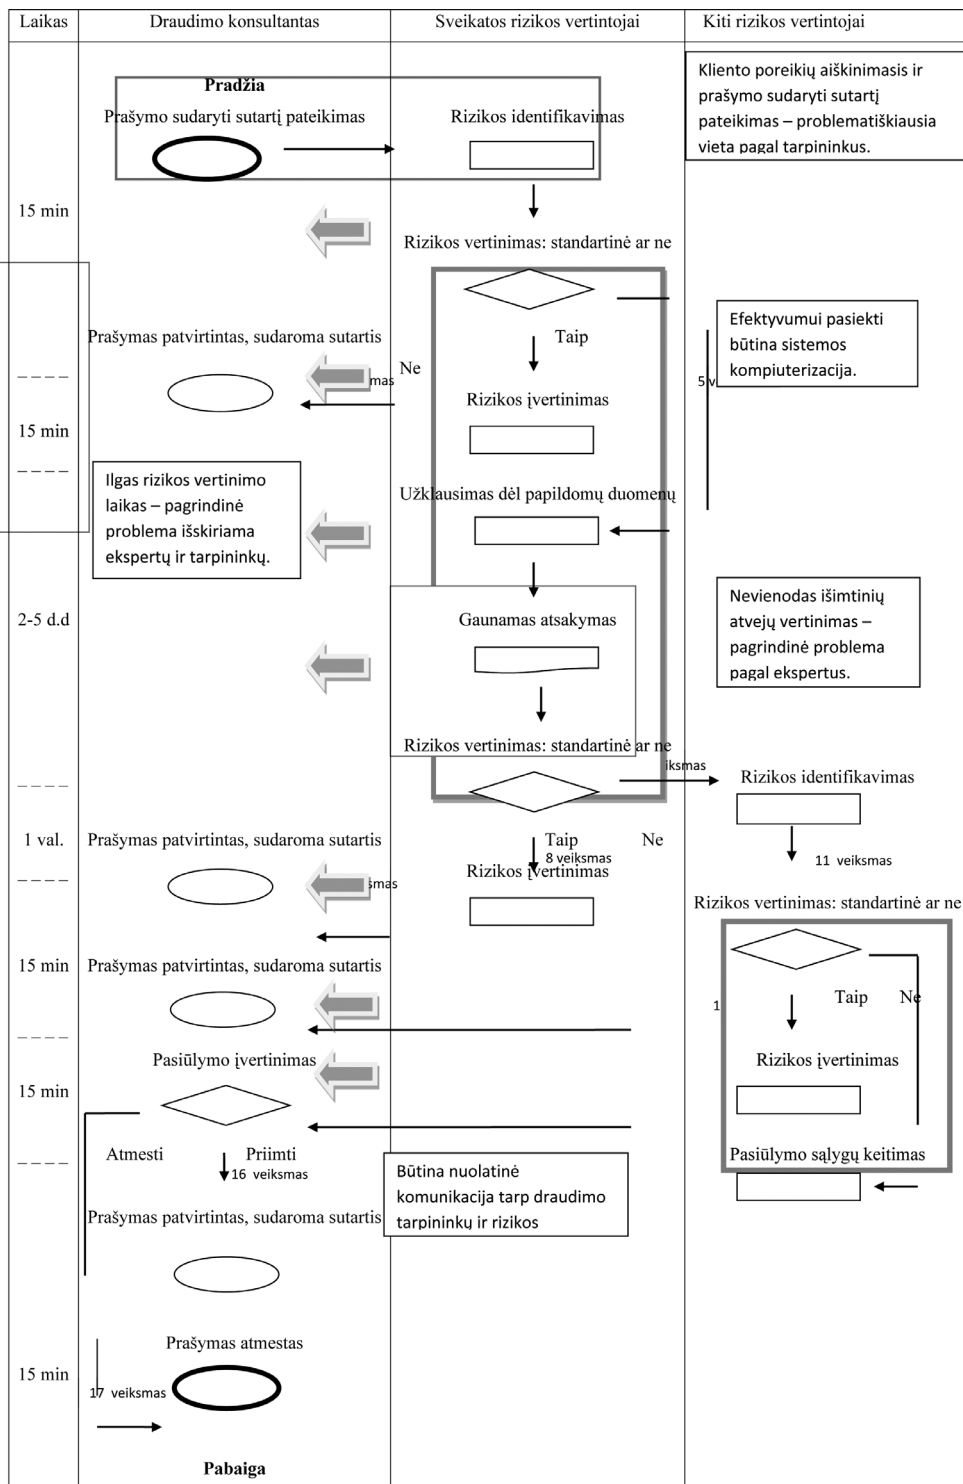 Laikas
Draudimo konsultantas
Sveikatos rizikos vertintojai
Kiti rizikos vertintojai
Pradžia
Prašymo sudaryti sutartį pateikimas
Rizikos identifikavimas
Kliento poreikių aiškinimasis ir
prašymo sudaryti sutartį
pateikimas – problematiškiausia
vieta pagal tarpininkus.
15 min
Rizikos vertinimas: standartinė ar ne
Prašymas patvirtintas, sudaroma sutartis
Taip
Ne
Efektyvumui pasiekti
būtina sistemos
kompiuterizacija.
Rizikos įvertinimas
15 min
Ilgas rizikos vertinimo
laikas – pagrindinė
problema išskiriama
ekspertų ir tarpininkų.
Užklausimas dėl papildomų duomenų
2-5 d.d
Gaunamas atsakymas
Nevienodas išimtinių
atvejų vertinimas –
pagrindinė problema
pagal ekspertus.
Rizikos vertinimas: standartinė ar ne
iksmas
Rizikos identifikavimas
1 val.
Prašymas patvirtintas, sudaroma sutartis
Taip
Ne
8 veiksmas
Rizikos įvertinimas
11 veiksmas
Rizikos vertinimas: standartinė ar ne
15 min
Prašymas patvirtintas, sudaroma sutartis
Taip
Ne
1
Pasiūlymo įvertinimas
Rizikos įvertinimas
15 min
Atmesti
Priimti
16 veiksmas
Būtina nuolatinė
komunikacija tarp draudimo
tarpininkų ir rizikos
Pasiūlymo sąlygų keitimas
Prašymas patvirtintas, sudaroma sutartis
Prašymas atmestas
15 min
17 veiksmas
Pabaiga